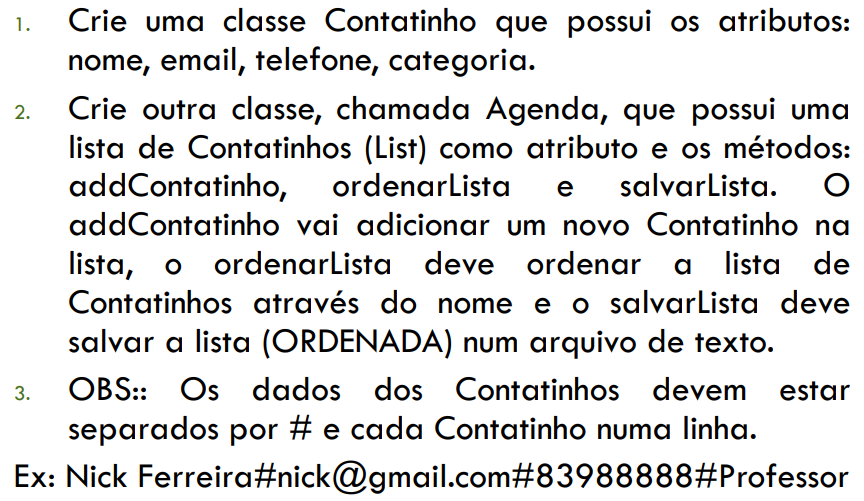 1. Crie uma classe Contatinho que possui os atributos:
nome, email, telefone, categoria.
2. Crie outra classe, chamada Agenda, que possui uma
lista de Contatinhos (List) como atributo e os métodos:
addContatinho, ordenarLista e salvarLista. O
addContatinho vai adicionar um novo Contatinho na
lista, o ordenarLista deve ordenar a lista de
Contatinhos através do nome e o salvarLista deve
salvar a lista (ORDENADA) num arquivo de texto.
3. OBS:: Os dados dos Contatinhos devem estar
separados por # e cada Contatinho numa linha.
Ex: Nick Ferreira#nick@gmail.com#83988888#Professor